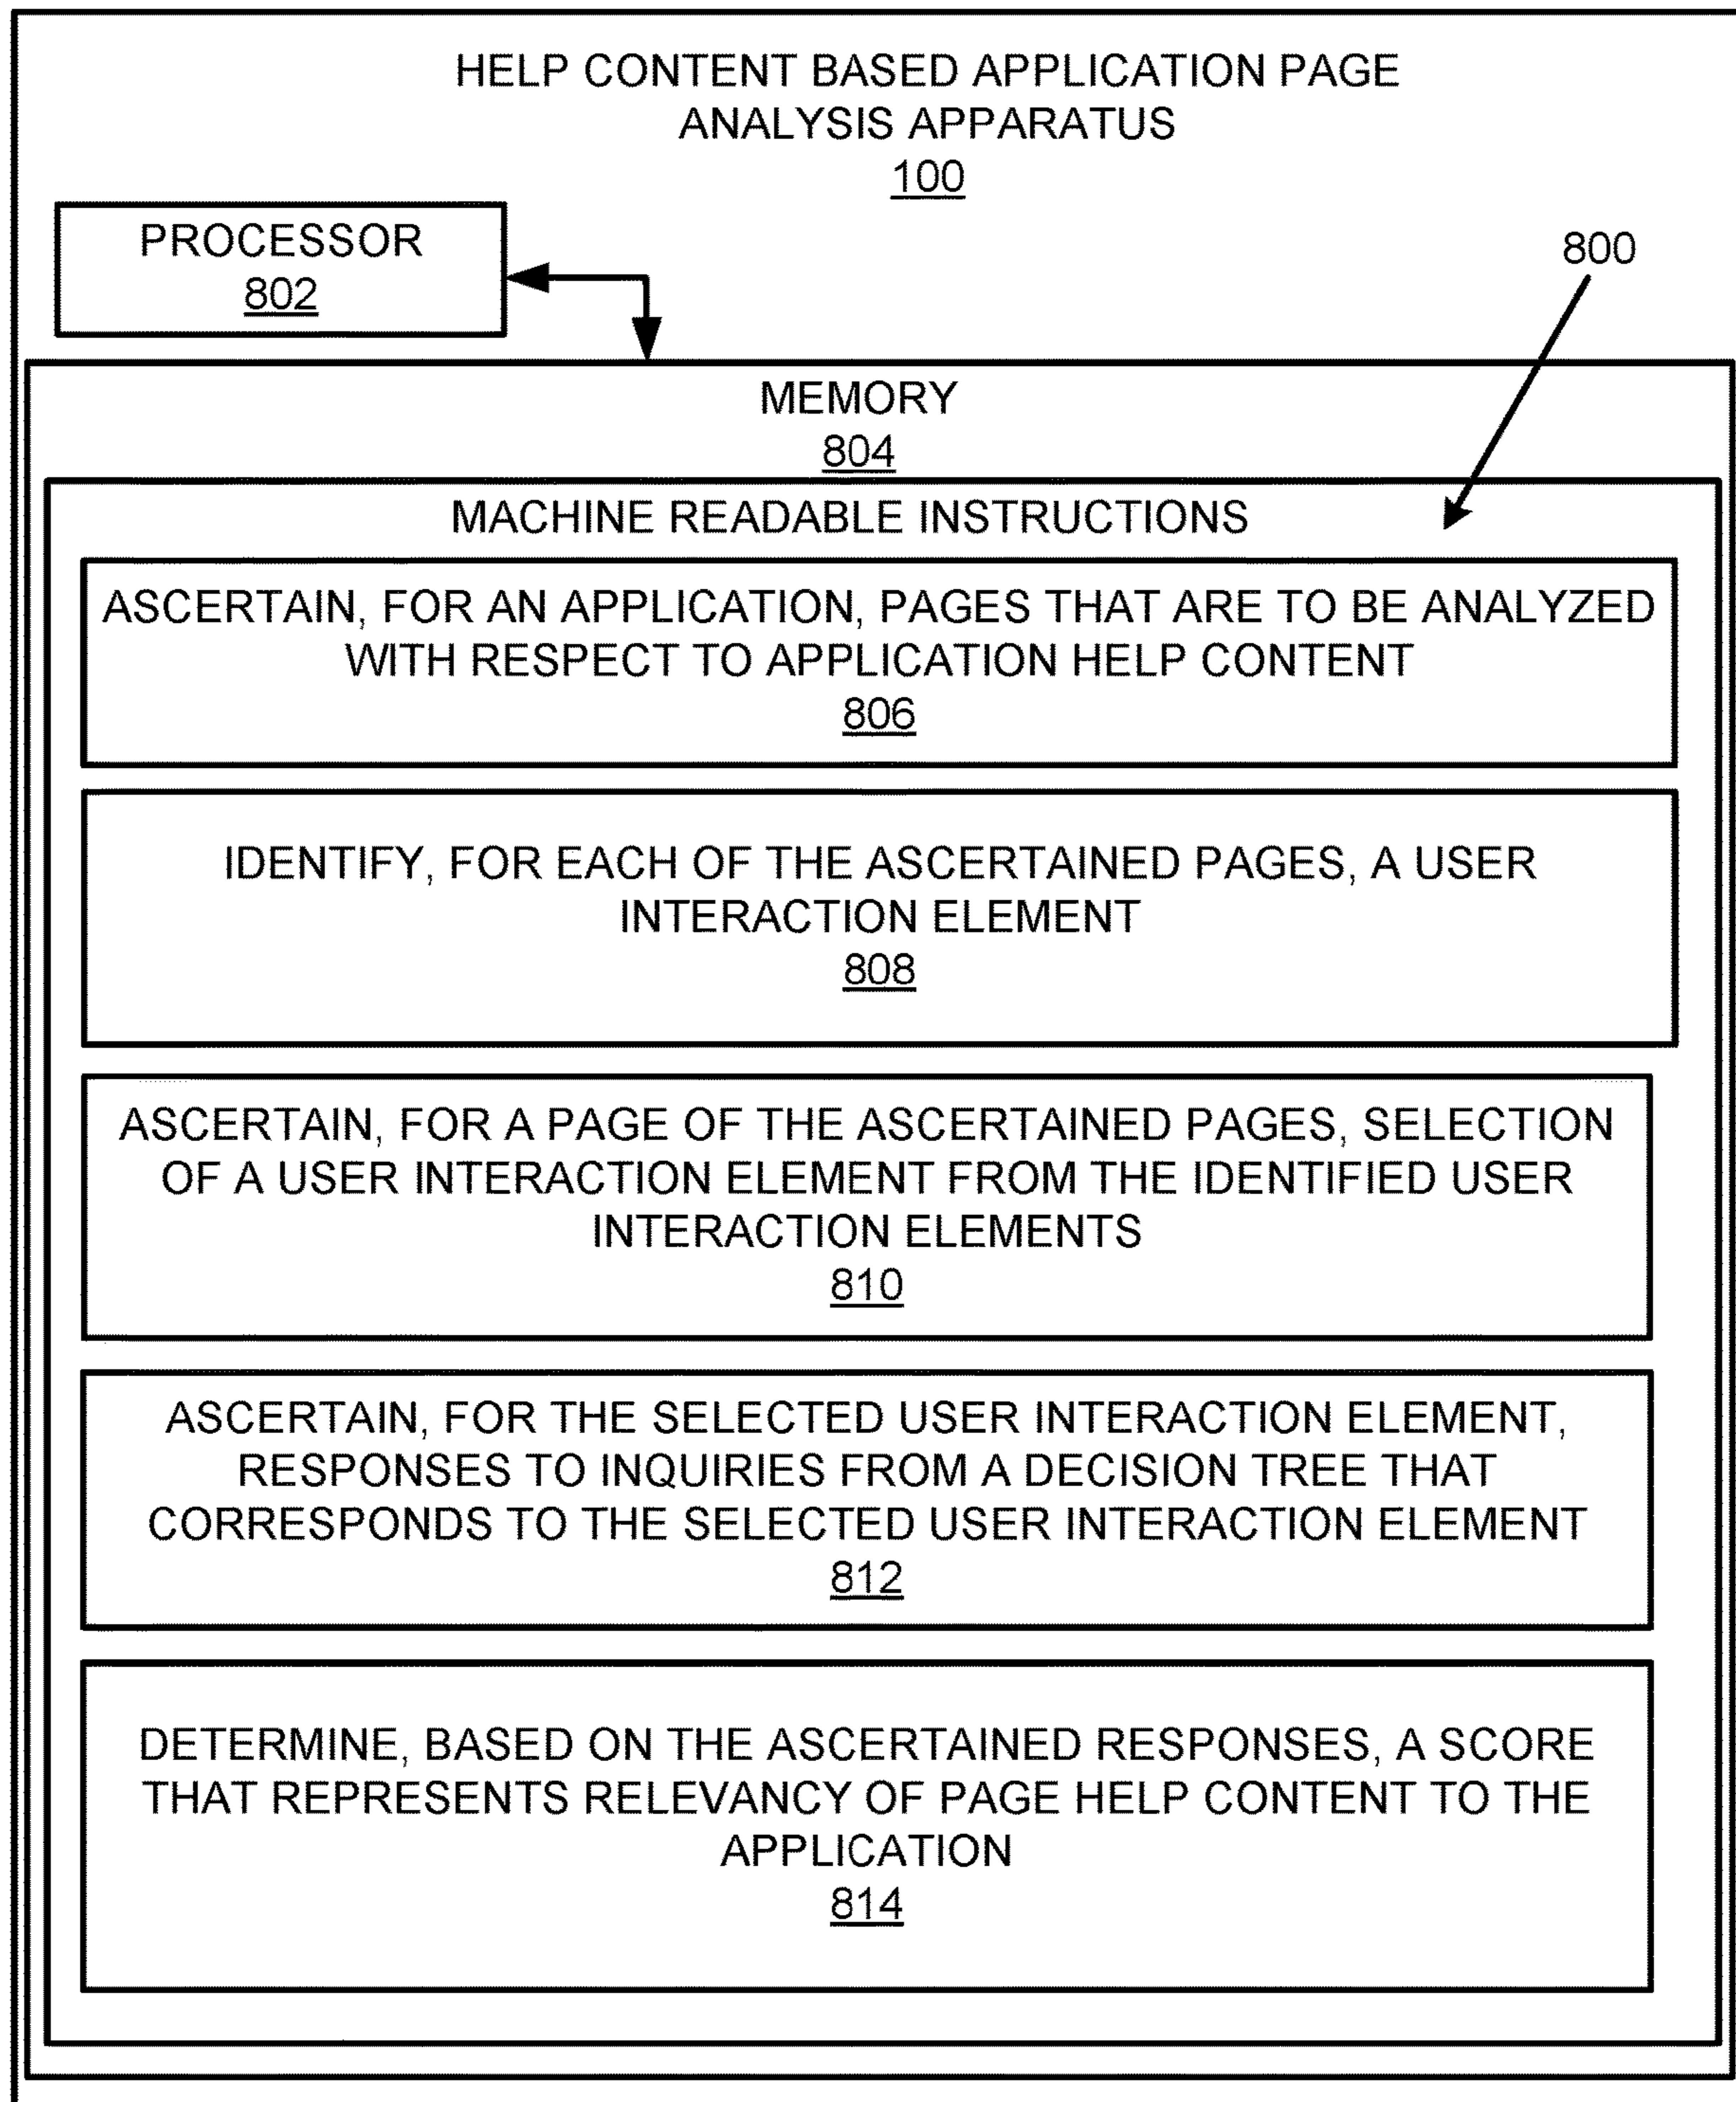 HELP CONTENT BASED APPLICATION PAGE
ANALYSIS APPARATUS
100
PROCESSOR
802
800
MEMORY
804
MACHINE READABLE INSTRUCTIONS
ASCERTAIN, FOR AN APPLICATION, PAGES THAT ARE TO BE ANALYZED
WITH RESPECT TO APPLICATION HELP CONTENT
806
IDENTIFY, FOR EACH OF THE ASCERTAINED PAGES, A USER
INTERACTION ELEMENT
808
ASCERTAIN, FOR A PAGE OF THE ASCERTAINED PAGES, SELECTION
OF A USER INTERACTION ELEMENT FROM THE IDENTIFIED USER
INTERACTION ELEMENTS
810
ASCERTAIN, FOR THE SELECTED USER INTERACTION ELEMENT,
RESPONSES TO INQUIRIES FROM A DECISION TREE THAT
CORRESPONDS TO THE SELECTED USER INTERACTION ELEMENT
812
DETERMINE, BASED ON THE ASCERTAINED RESPONSES, A SCORE
THAT REPRESENTS RELEVANCY OF PAGE HELP CONTENT TO THE
APPLICATION
814